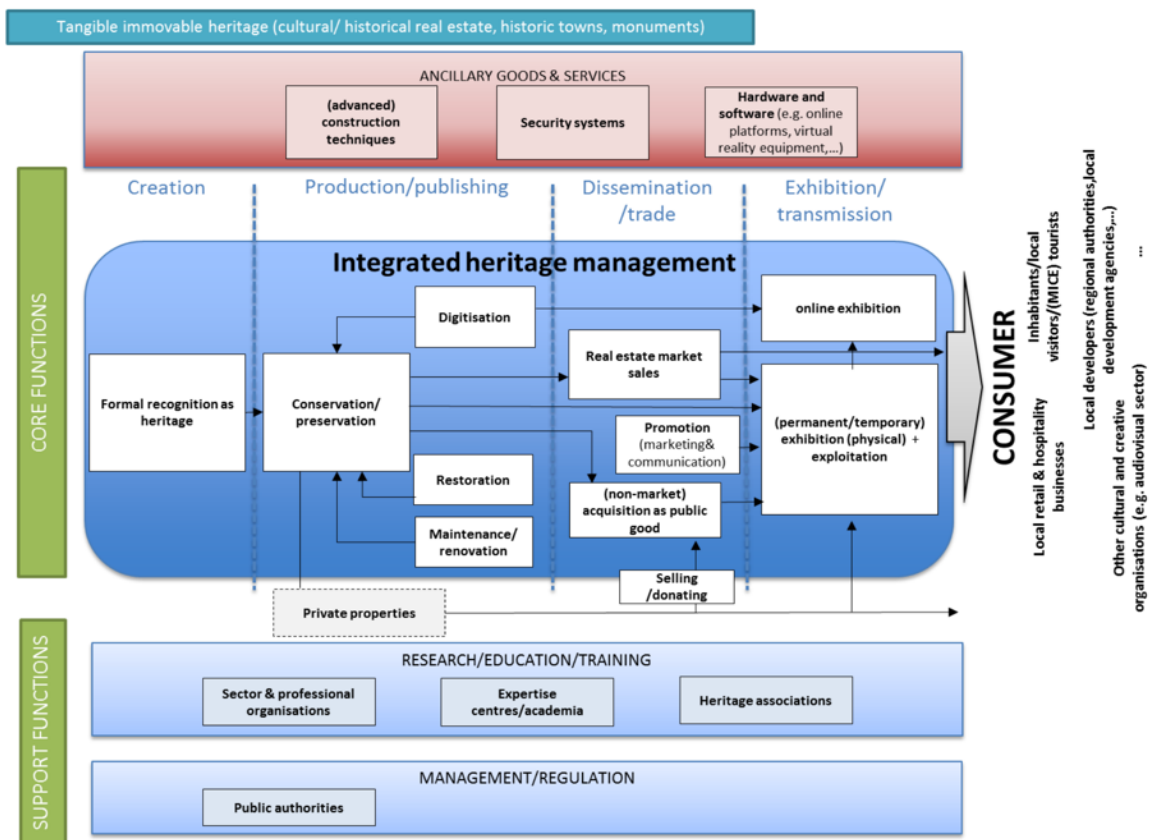 Tangible immovable heritage (cultural/ historical real estate, historic towns, monuments)
ANCILLARY GOODS & SERVICES
(advanced)
construction
techniques
Security systems
Hardware and
software (e.g. online
platforms, virtual
reality equipment,...)
CORE FUNCTIONS
Creation
Production/publishing
Dissemination
/trade
Exhibition/
transmission
Integrated heritage management
Digitisation
online exhibition
Real estate market
sales
Formal recognition as
heritage
Conservation/
preservation
Promotion
(marketing&
communication)
(permanent/temporary)
exhibition (physical) +
exploitation
Restoration
(non-market)
acquisition as public
good
Maintenance/
renovation
Selling
/donating
Private properties
CONSUMER
Inhabitants/local
visitors/(MICE) tourists
Local retail & hospitality
businesses
Local developers (regional authorities,local
development agencies,...)
Other cultural and creative
organisations (e.g. audiovisual sector)
...
SUPPORT FUNCTIONS
RESEARCH/EDUCATION/TRAINING
Sector & professional
organisations
Expertise
centres/academia
Heritage associations
MANAGEMENT/REGULATION
Public authorities